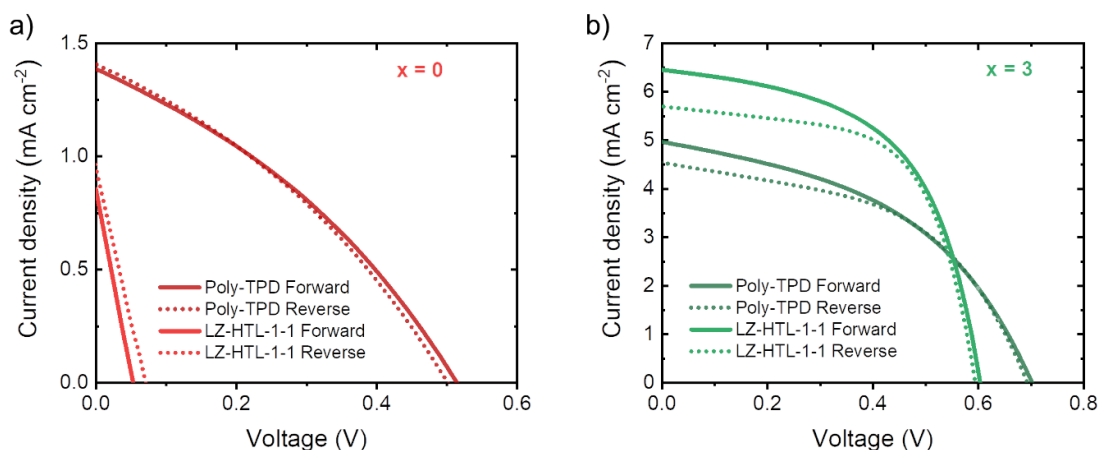 a)
x = 0
Current density (mA cm⁻²)
1.5
1.0
0.5
0.0
Poly-TPD Forward
Poly-TPD Reverse
LZ-HTL-1-1 Forward
LZ-HTL-1-1 Reverse
0.0 0.2 0.4 0.6
Voltage (V)
b)
x = 3
Current density (mA cm⁻²)
7
6
5
4
3
2
1
0
Poly-TPD Forward
Poly-TPD Reverse
LZ-HTL-1-1 Forward
LZ-HTL-1-1 Reverse
0.0 0.2 0.4 0.6 0.8
Voltage (V)